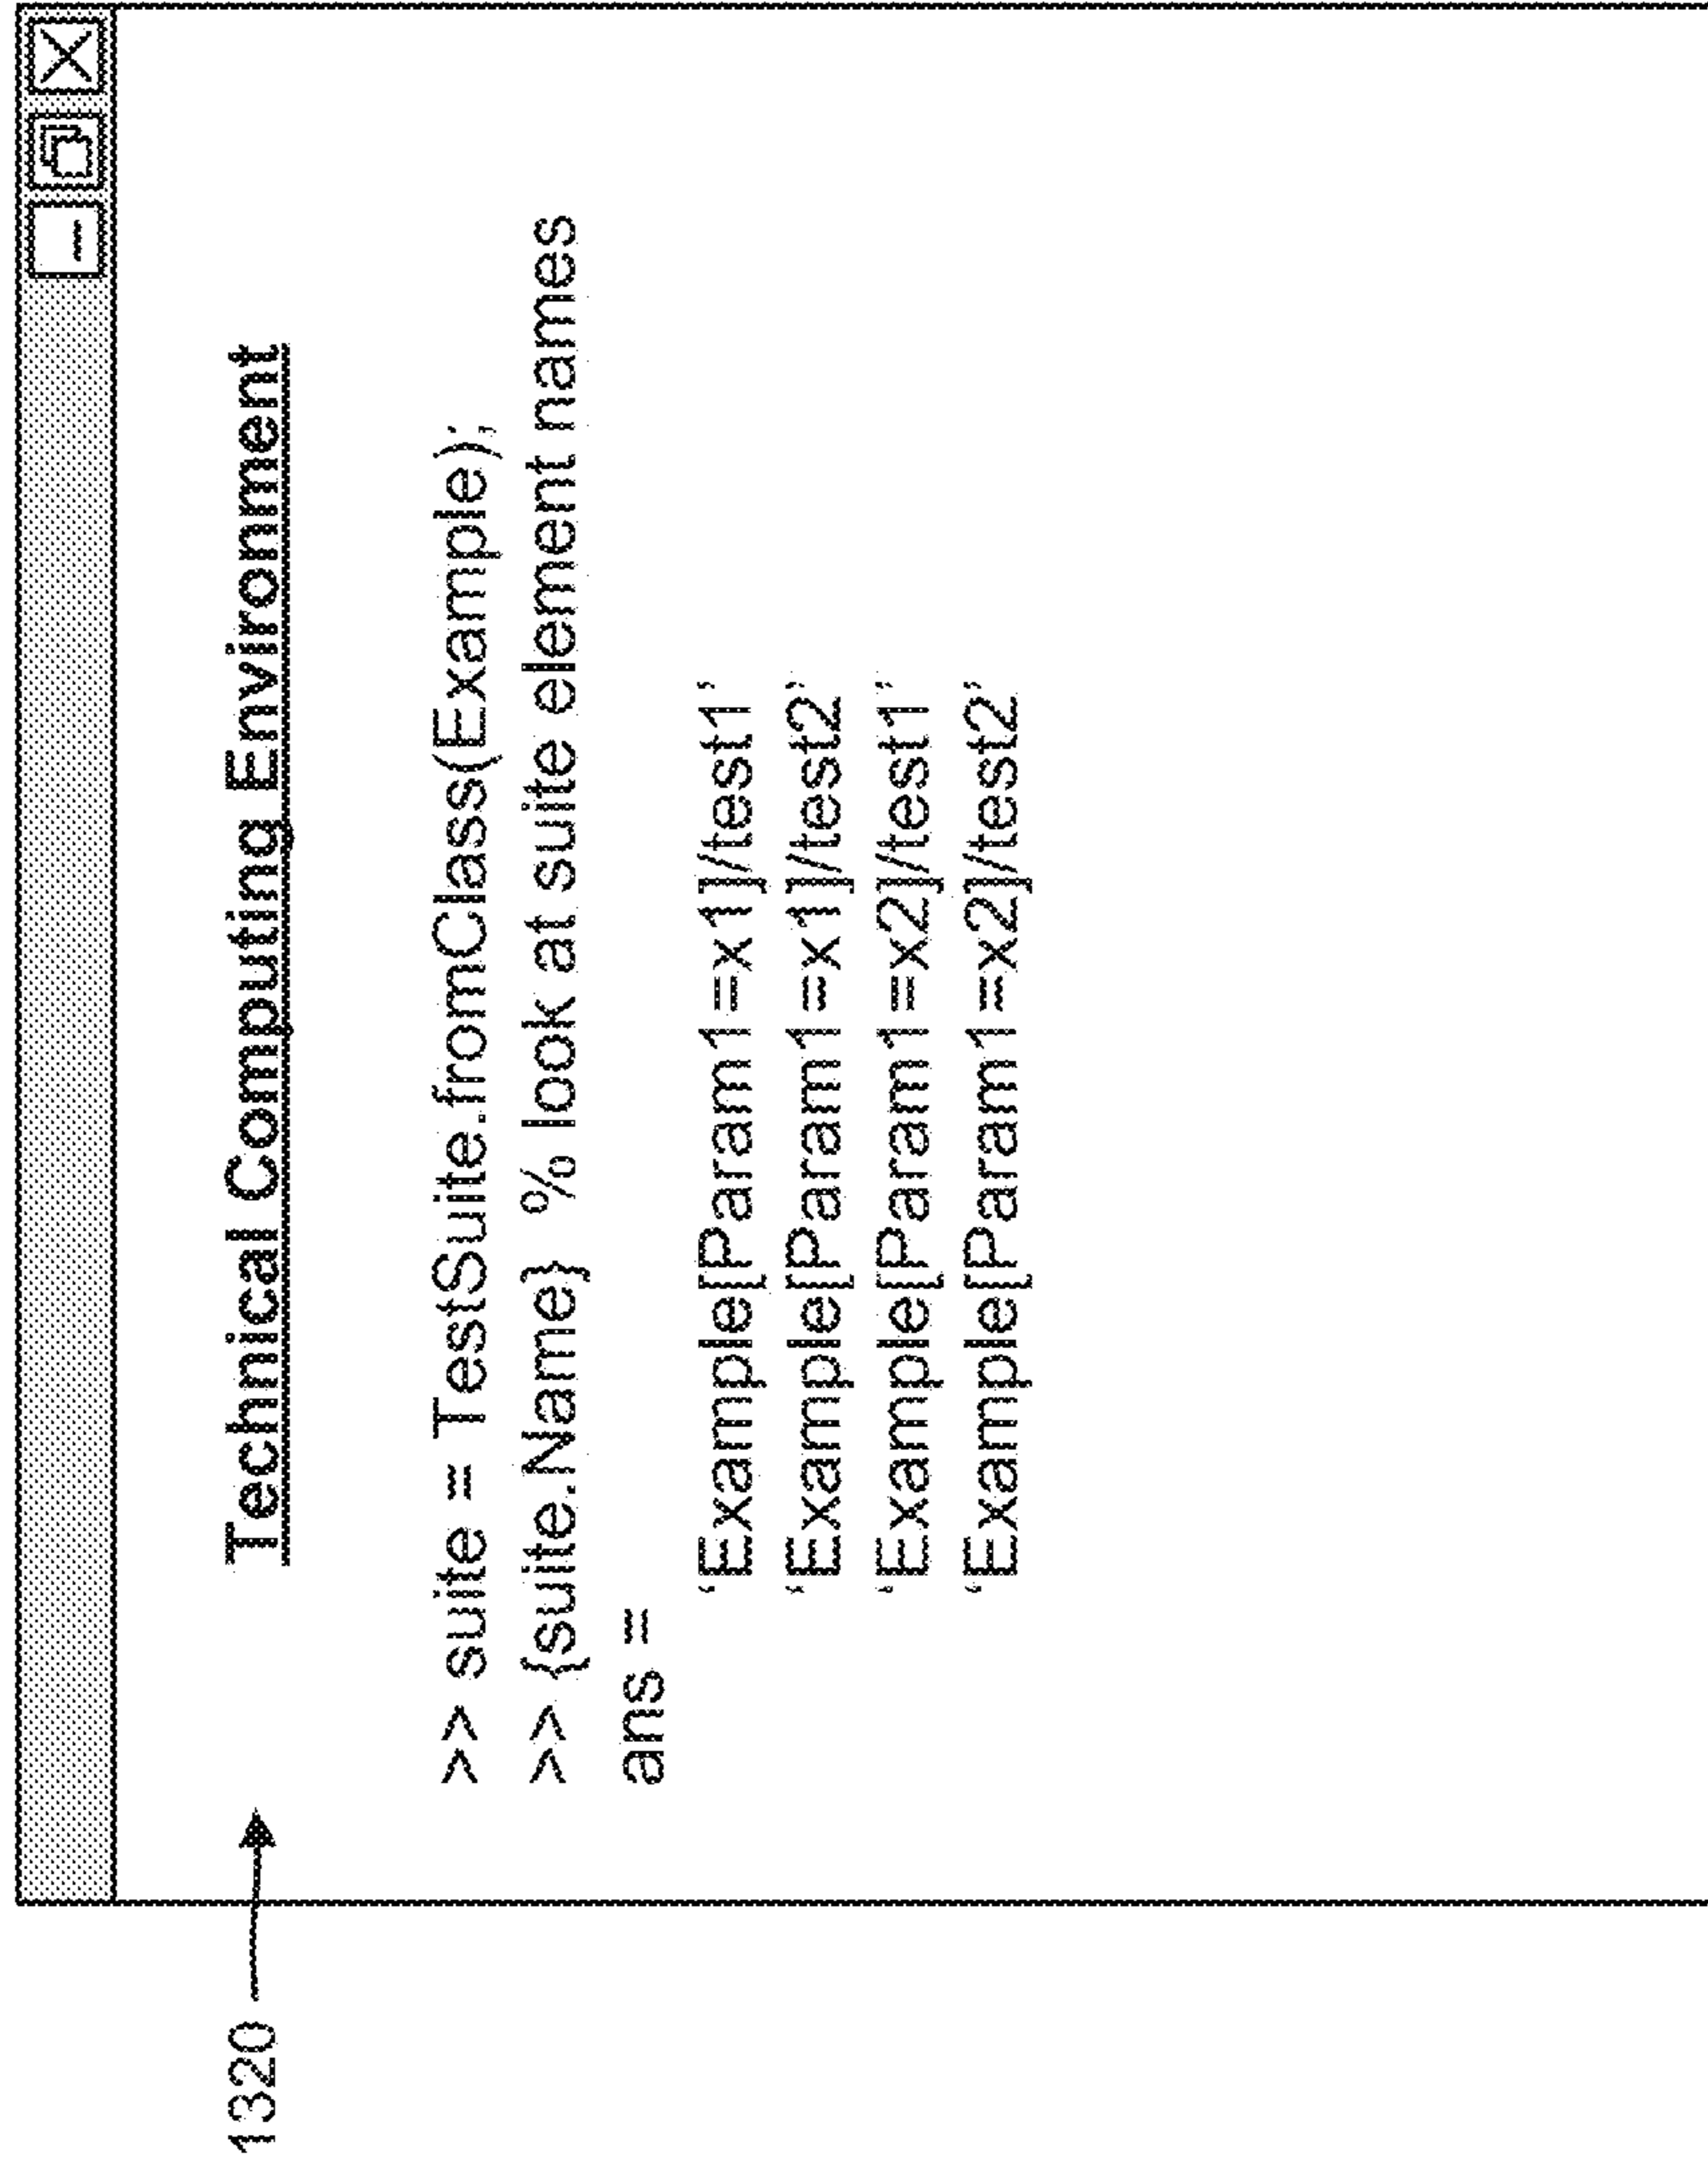 1320
Technical Computing Environment
>> suite = TestSuite.fromClass(Example);
>> {suite.Name} % look at suite element names
ans =
‘Example[Param1=x1]/test1’
‘Example[Param1=x1]/test2’
‘Example[Param1=x2]/test1’
‘Example[Param1=x2]/test2’